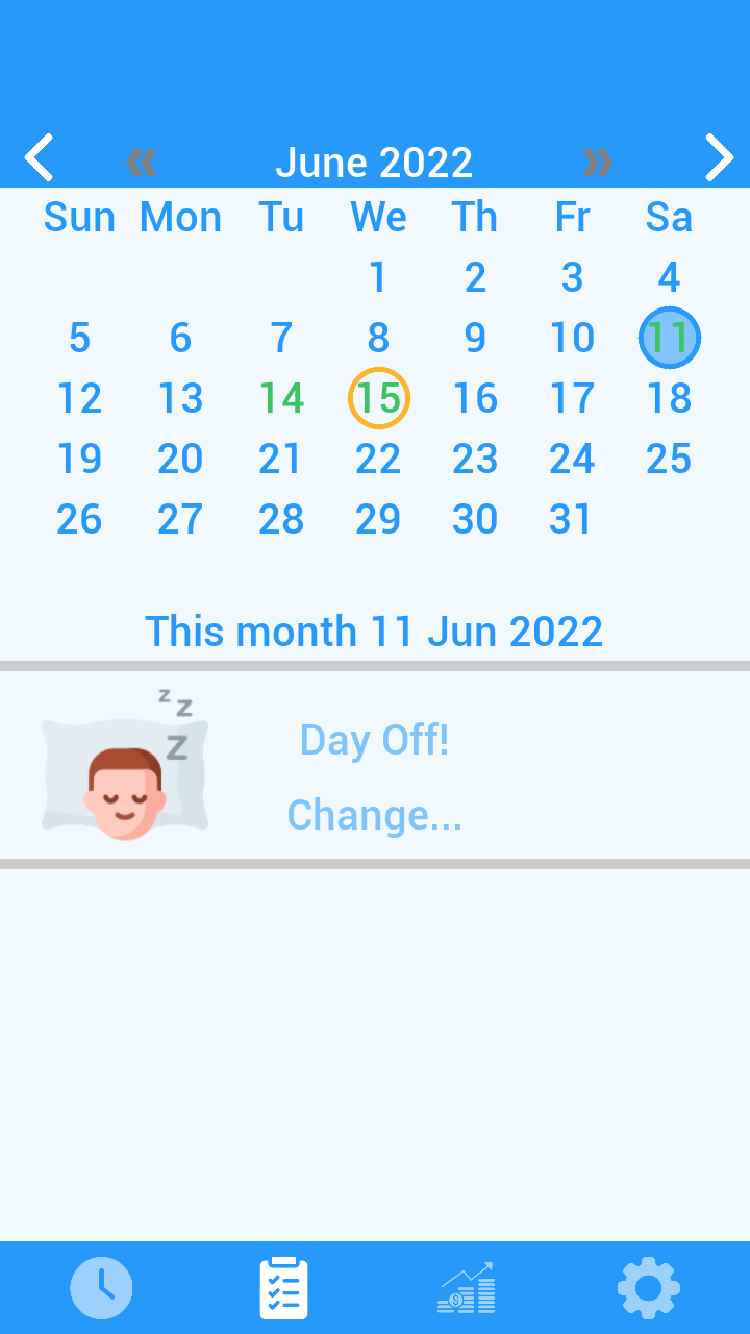 « June 2022 »
Sun Mon Tu We Th Fr Sa
1 2 3 4
5 6 7 8 9 10 11
12 13 14 15 16 17 18
19 20 21 22 23 24 25
26 27 28 29 30 31
This month 11 Jun 2022
z
z
z
Day Off!
Change...
$